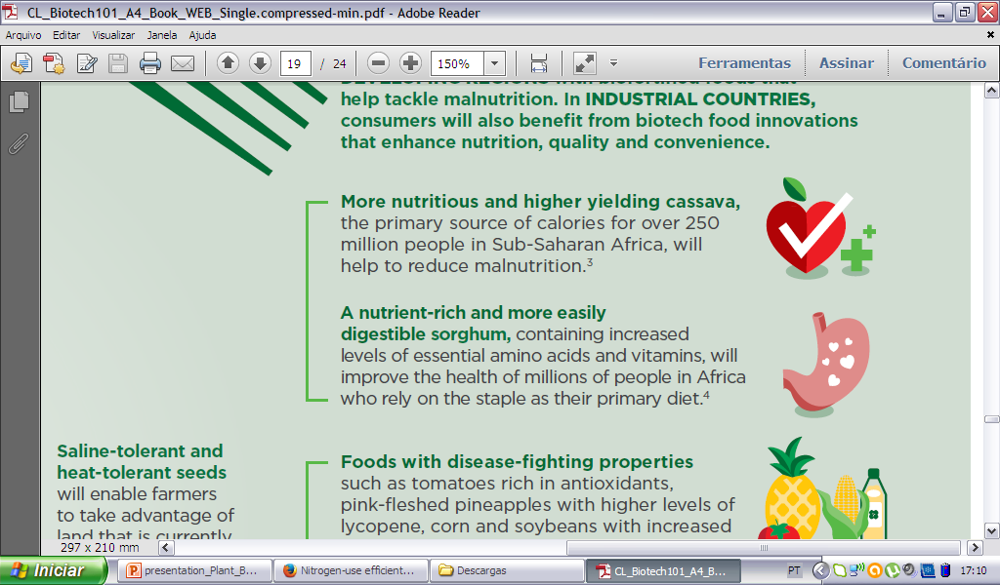 CL_Biotech101_A4_Book_WEB_Single.compressed-min.pdf - Adobe Reader
Arquivo Editar Visualizar Janela Ajuda
19 / 24 150% Ferramentas Assinar Comentário
DEVELOPING REGIONS with biofortified foods that
help tackle malnutrition. In INDUSTRIAL COUNTRIES,
consumers will also benefit from biotech food innovations
that enhance nutrition, quality and convenience.
More nutritious and higher yielding cassava,
the primary source of calories for over 250
million people in Sub-Saharan Africa, will
help to reduce malnutrition.³
A nutrient-rich and more easily
digestible sorghum, containing increased
levels of essential amino acids and vitamins, will
improve the health of millions of people in Africa
who rely on the staple as their primary diet.⁴
Saline-tolerant and
heat-tolerant seeds
will enable farmers
to take advantage of
land that is currently
Foods with disease-fighting properties
such as tomatoes rich in antioxidants,
pink-fleshed pineapples with higher levels of
lycopene, corn and soybeans with increased
297 x 210 mm
Iniciar presentation_Plant_B... Nitrogen-use efficient... Descargas CL_Biotech101_A4_B... PT 17:10